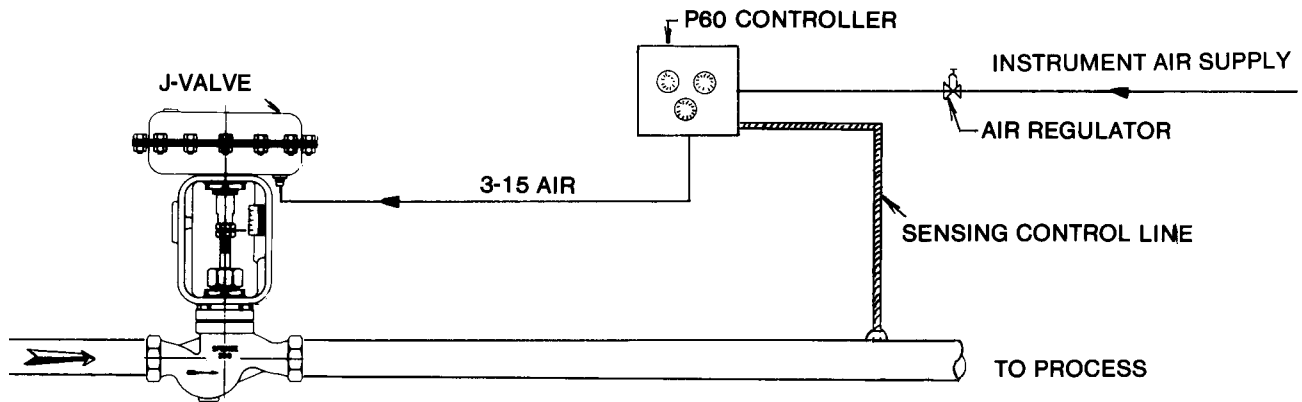 P60 CONTROLLER
INSTRUMENT AIR SUPPLY
J-VALVE
AIR REGULATOR
3-15 AIR
SENSING CONTROL LINE
TO PROCESS